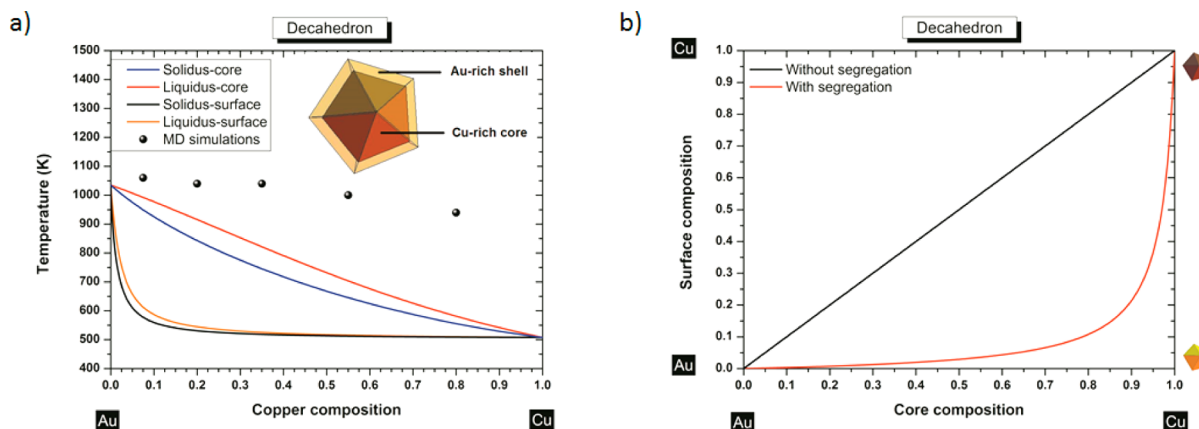 a)
Decahedron
1500
1400
1300
1200
1100
1000
900
800
700
600
500
400
Temperature (K)
Solidus-core
Liquidus-core
Solidus-surface
Liquidus-surface
MD simulations
Au-rich shell
Cu-rich core
0.0 0.1 0.2 0.3 0.4 0.5 0.6 0.7 0.8 0.9 1.0
Copper composition
Au
Cu
b)
Decahedron
Cu
1.0
0.9
0.8
0.7
0.6
0.5
0.4
0.3
0.2
0.1
0.0
Au
Surface composition
Without segregation
With segregation
0.0 0.1 0.2 0.3 0.4 0.5 0.6 0.7 0.8 0.9 1.0
Core composition
Au
Cu